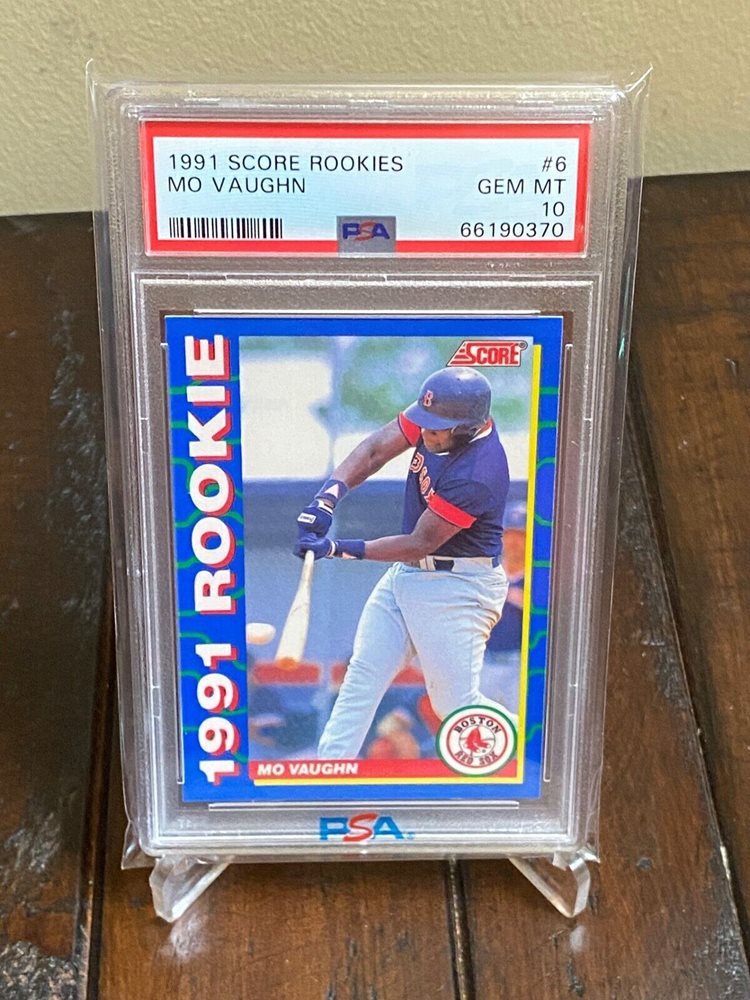 1991 SCORE ROOKIES #6
MO VAUGHN GEM MT
10
PSA 66190370
1991 ROOKIE
SCORE®
B
MO VAUGHN
BOSTON
RED SOX
PSA®